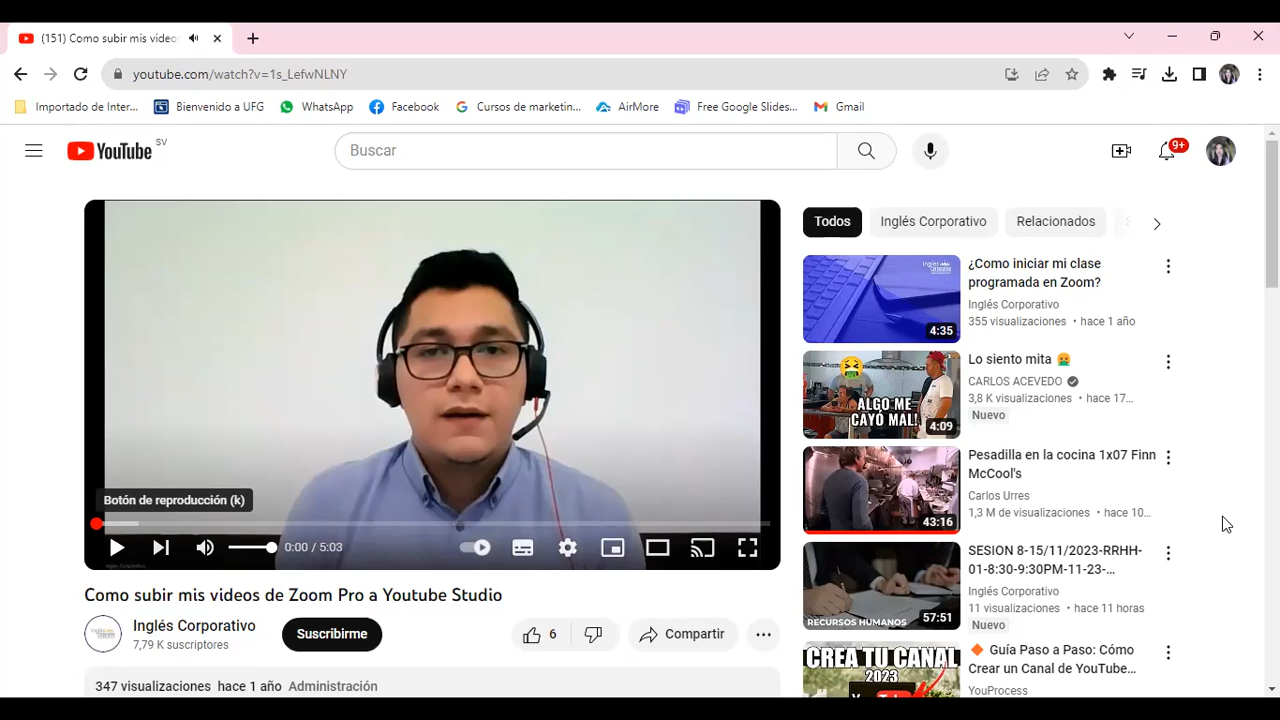 (151) Como subir mis videos
youtube.com/watch?v=1s_LefwNLNY
Importado de Inter...
Bienvenido a UFG
WhatsApp
Facebook
Cursos de marketin...
AirMore
Free Google Slides...
Gmail
YouTube SV
Buscar
9+
Todos
Inglés Corporativo
Relacionados
¿Como iniciar mi clase
programada en Zoom?
Inglés Corporativo
355 visualizaciones • hace 1 año
4:35
Lo siento mita 🤮
CARLOS ACEVEDO
3,8 K visualizaciones • hace 17...
Nuevo
ALGO ME
CAYO MAL!
4:09
Pesadilla en la cocina 1x07 Finn
McCool's
Carlos Urres
1,3 M de visualizaciones • hace 10...
43:16
SESION 8-15/11/2023-RRHH-
01-8:30-9:30PM-11-23-...
Inglés Corporativo
11 visualizaciones • hace 11 horas
Nuevo
RECURSOS HUMANOS
57:51
🔶 Guía Paso a Paso: Cómo
Crear un Canal de YouTube...
YouProcess
CREA TU CANAL
2023
Botón de reproducción (k)
0:00 / 5:03
Inglés Corporativo
Como subir mis videos de Zoom Pro a Youtube Studio
Inglés Corporativo
7,79 K suscriptores
Suscribirme
6
Compartir
347 visualizaciones hace 1 año Administración